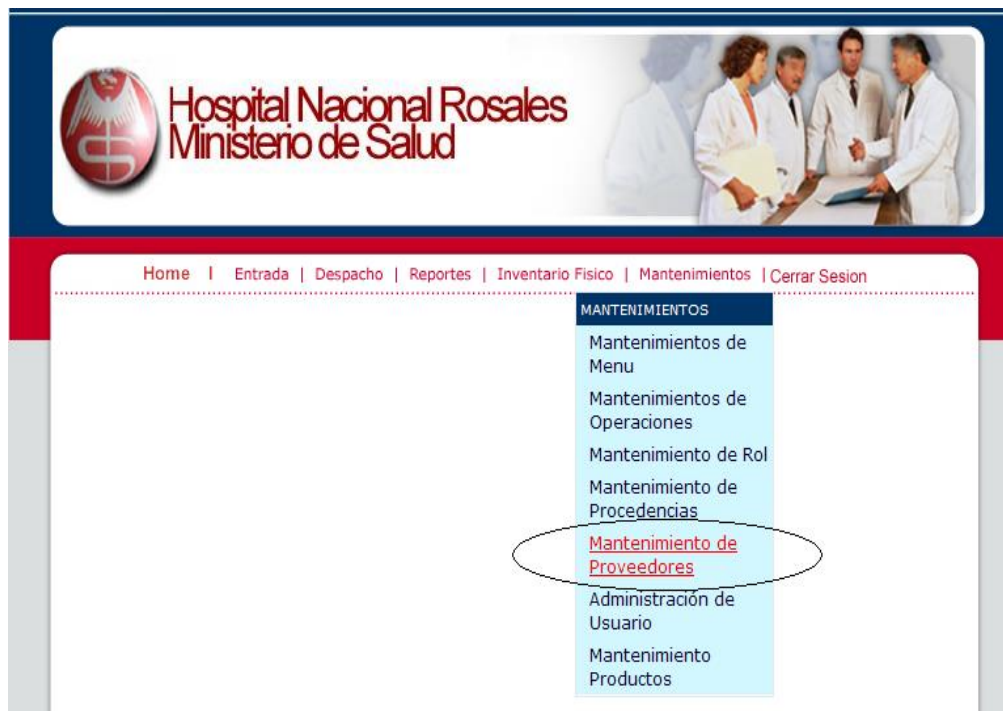 Hospital Nacional Rosales
Ministerio de Salud
Home | Entrada | Despacho | Reportes | Inventario Fisico | Mantenimientos | Cerrar Sesion
MANTENIMIENTOS
Mantenimientos de
Menu
Mantenimientos de
Operaciones
Mantenimiento de Rol
Mantenimiento de
Procedencias
Mantenimiento de
Proveedores
Administración de
Usuario
Mantenimiento
Productos